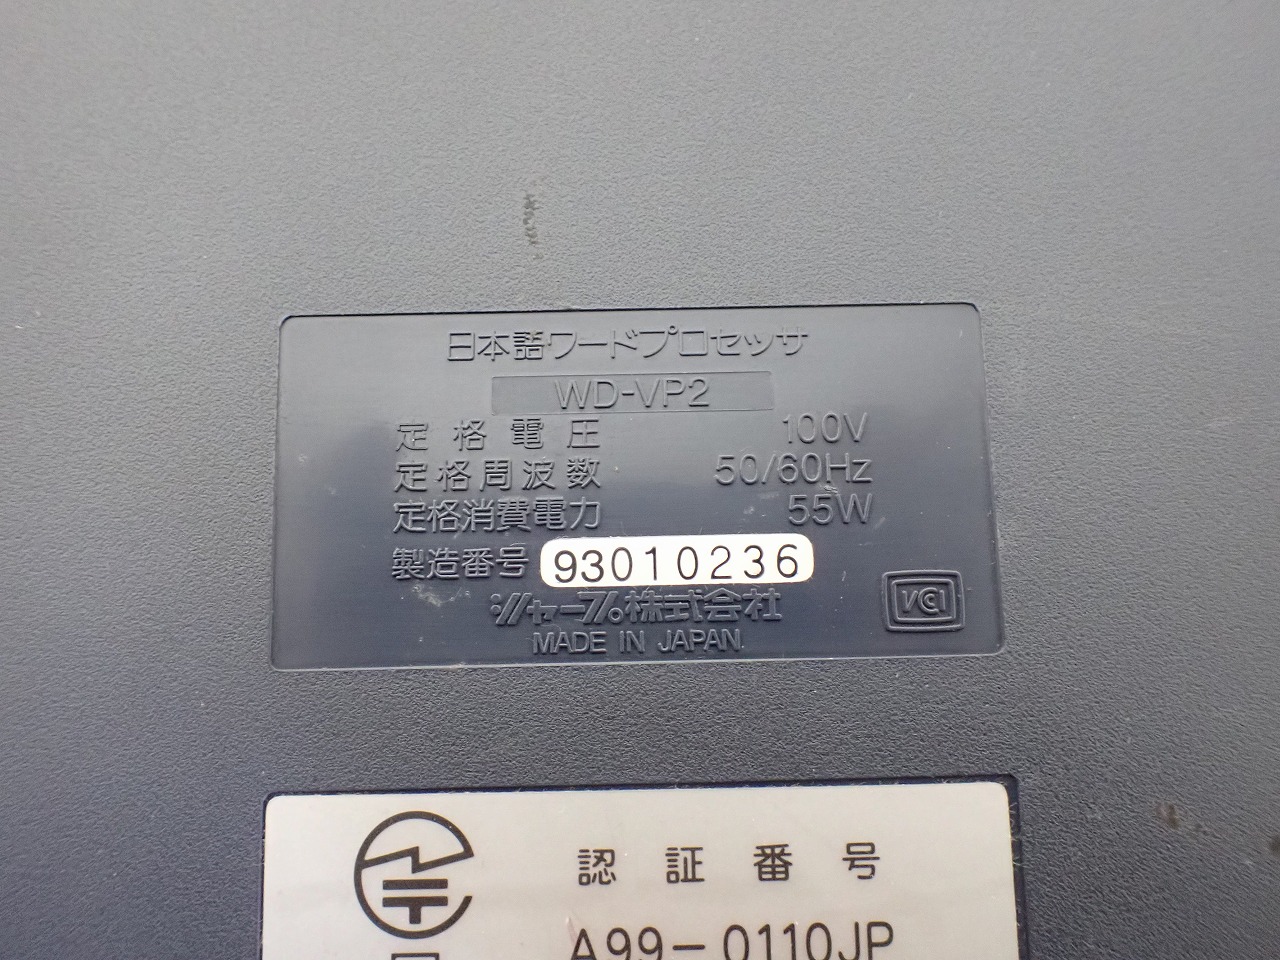 日本語ワードプロセッサ
WD-VP2
定格電圧 100V
定格周波数 50/60Hz
定格消費電力 55W
製造番号 93010236
シャープ株式会社
MADE IN JAPAN
VCI
認証番号
A99-0110JP